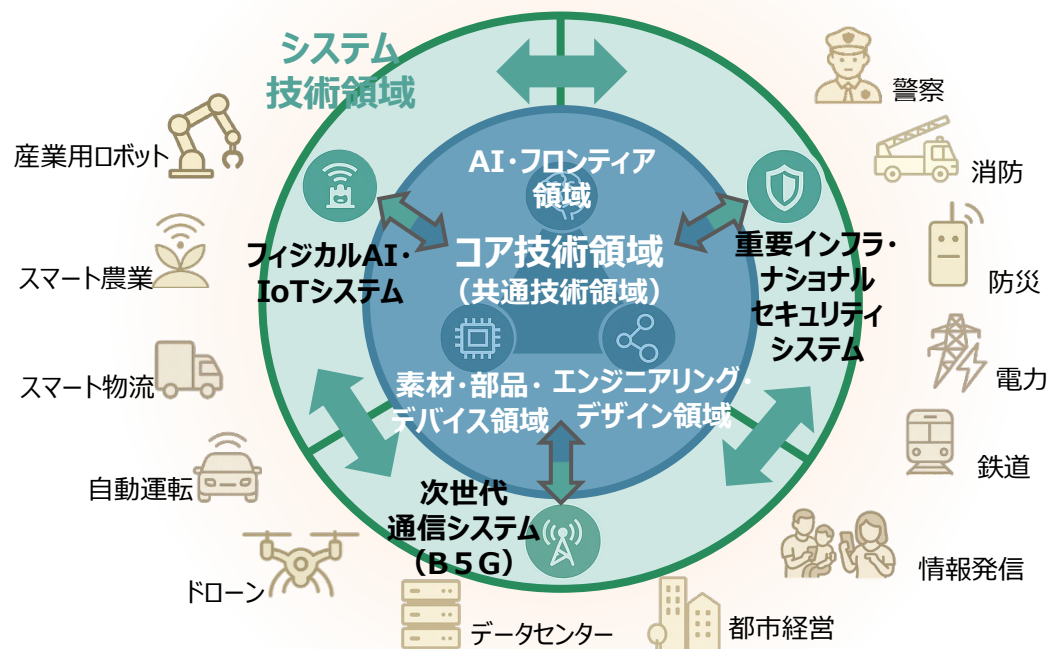 システム
技術領域
警察
産業用ロボット
消防
AI・フロンティア
領域
スマート農業
フィジカルAI・
IoTシステム
コア技術領域
（共通技術領域）
重要インフラ・
ナショナル
セキュリティ
システム
防災
スマート物流
素材・部品・
デバイス領域
エンジニアリング・
デザイン領域
電力
鉄道
自動運転
次世代
通信システム
（B５G）
ドローン
データセンター
都市経営
情報発信